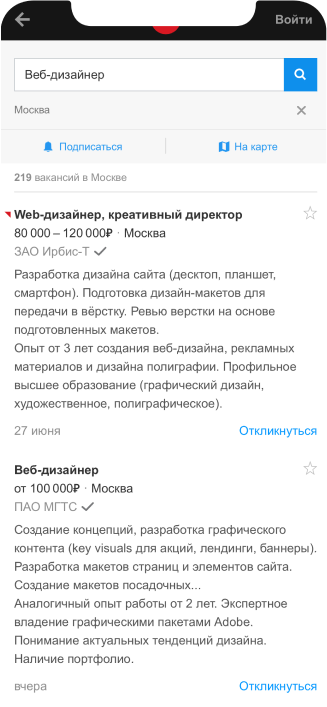 Войти
Веб-дизайнер
Москва
Подписаться
На карте
219 вакансий в Москве
Web-дизайнер, креативный директор
80 000 – 120 000₽ · Москва
ЗАО Ирбис-Т
Разработка дизайна сайта (десктоп, планшет,
смартфон). Подготовка дизайн-макетов для
передачи в вёрстку. Ревью верстки на основе
подготовленных макетов.
Опыт от 3 лет создания веб-дизайна, рекламных
материалов и дизайна полиграфии. Профильное
высшее образование (графический дизайн,
художественное, полиграфическое).
27 июня
Откликнуться
Веб-дизайнер
от 100 000₽ · Москва
ПАО МГТС
Создание концепций, разработка графического
контента (key visuals для акций, лендинги, баннеры).
Разработка макетов страниц и элементов сайта.
Создание макетов посадочных...
Аналогичный опыт работы от 2 лет. Экспертное
владение графическими пакетами Adobe.
Понимание актуальных тенденций дизайна.
Наличие портфолио.
вчера
Откликнуться